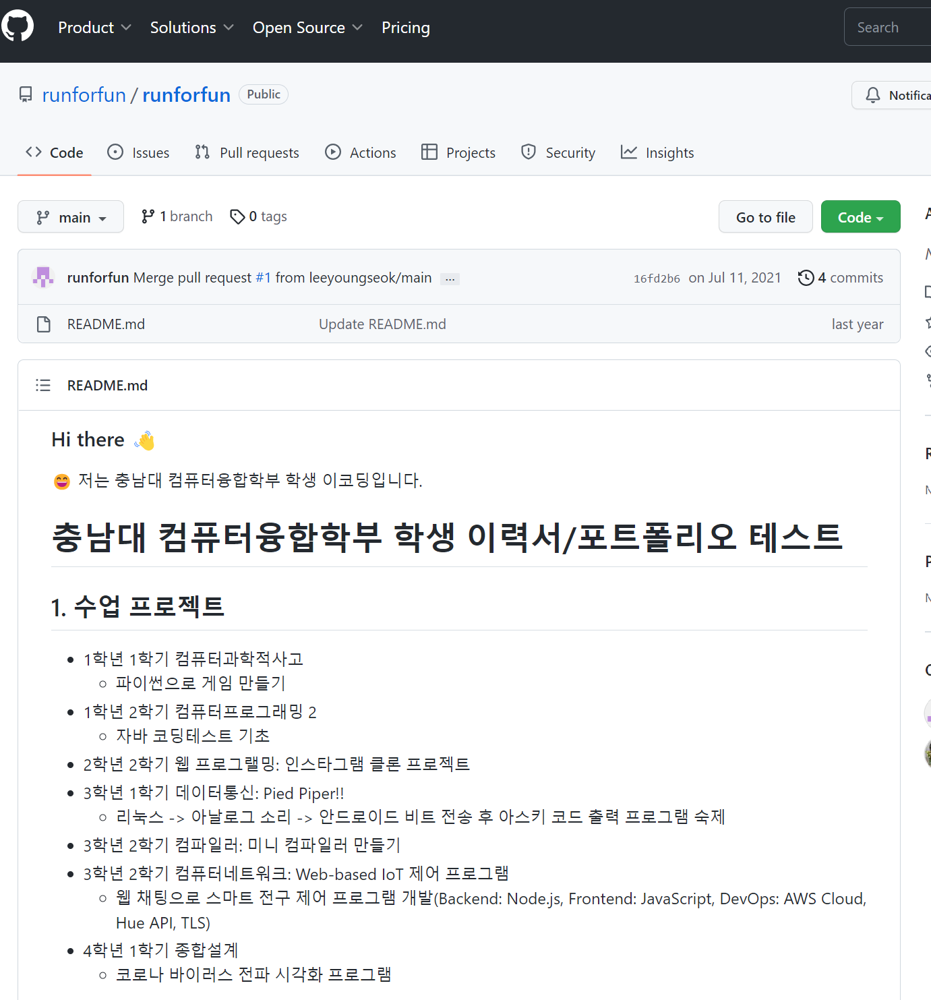 Product Solutions Open Source Pricing Search
runforfun / runforfun Public Notifica
Code Issues Pull requests Actions Projects Security Insights
main 1 branch 0 tags Go to file Code
runforfun Merge pull request #1 from leeyoungseok/main ... 16fd2b6 on Jul 11, 2021 4 commits
README.md Update README.md last year
README.md
Hi there 👋
😄 저는 충남대 컴퓨터융합학부 학생 이코딩입니다.
충남대 컴퓨터융합학부 학생 이력서/포트폴리오 테스트
1. 수업 프로젝트
1학년 1학기 컴퓨터과학적사고
파이썬으로 게임 만들기
1학년 2학기 컴퓨터프로그래밍 2
자바 코딩테스트 기초
2학년 2학기 웹 프로그랠밍: 인스타그램 클론 프로젝트
3학년 1학기 데이터통신: Pied Piper!!
리눅스 -> 아날로그 소리 -> 안드로이드 비트 전송 후 아스키 코드 출력 프로그램 숙제
3학년 2학기 컴파일러: 미니 컴파일러 만들기
3학년 2학기 컴퓨터네트워크: Web-based IoT 제어 프로그램
웹 채팅으로 스마트 전구 제어 프로그램 개발(Backend: Node.js, Frontend: JavaScript, DevOps: AWS Cloud,
Hue API, TLS)
4학년 1학기 종합설계
코로나 바이러스 전파 시각화 프로그램